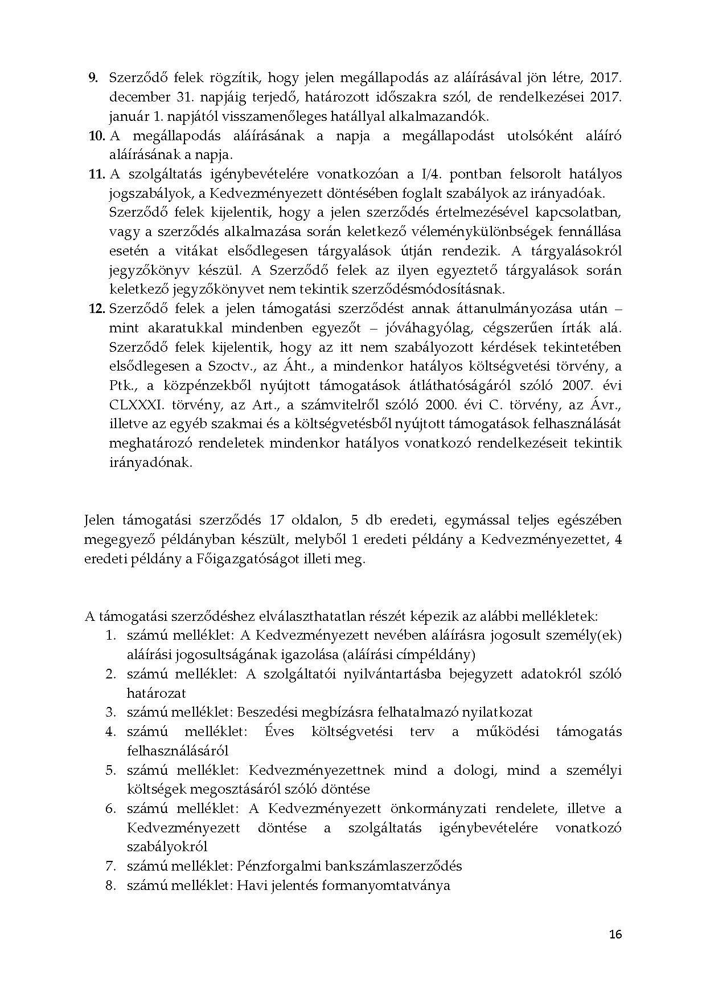 9. Szerződő felek rögzítik, hogy jelen megállapodás az aláírásával jön létre, 2017.
december 31. napjáig terjedő, határozott időszakra szól, de rendelkezései 2017.
január 1. napjától visszamenőleges hatállyal alkalmazandók.
10. A megállapodás aláírásának a napja a megállapodást utolsóként aláíró
aláírásának a napja.
11. A szolgáltatás igénybevételére vonatkozóan a I/4. pontban felsorolt hatályos
jogszabályok, a Kedvezményezett döntésében foglalt szabályok az irányadóak.
Szerződő felek kijelentik, hogy a jelen szerződés értelmezésével kapcsolatban,
vagy a szerződés alkalmazása során keletkező véleménykülönbségek fennállása
esetén a vitákat elsődlegesen tárgyalások útján rendezik. A tárgyalásokról
jegyzőkönyv készül. A Szerződő felek az ilyen egyeztető tárgyalások során
keletkező jegyzőkönyvet nem tekintik szerződésmódosításnak.
12. Szerződő felek a jelen támogatási szerződést annak áttanulmányozása után –
mint akaratukkal mindenben egyezőt – jóváhagyólag, cégszerűen írták alá.
Szerződő felek kijelentik, hogy az itt nem szabályozott kérdések tekintetében
elsődlegesen a Szoctv., az Áht., a mindenkor hatályos költségvetési törvény, a
Ptk., a közpénzekből nyújtott támogatások átláthatóságáról szóló 2007. évi
CLXXXI. törvény, az Art., a számvitelről szóló 2000. évi C. törvény, az Ávr.,
illetve az egyéb szakmai és a költségvetésből nyújtott támogatások felhasználását
meghatározó rendeletek mindenkor hatályos vonatkozó rendelkezéseit tekintik
irányadónak.
Jelen támogatási szerződés 17 oldalon, 5 db eredeti, egymással teljes egészében
megegyező példányban készült, melyből 1 eredeti példány a Kedvezményezettet, 4
eredeti példány a Főigazgatóságot illeti meg.
A támogatási szerződéshez elválaszthatatlan részét képezik az alábbi mellékletek:
1. számú melléklet: A Kedvezményezett nevében aláírásra jogosult személy(ek)
aláírási jogosultságának igazolása (aláírási címpéldány)
2. számú melléklet: A szolgáltatói nyilvántartásba bejegyzett adatokról szóló
határozat
3. számú melléklet: Beszedési megbízásra felhatalmazó nyilatkozat
4. számú melléklet: Éves költségvetési terv a működési támogatás
felhasználásáról
5. számú melléklet: Kedvezményezettnek mind a dologi, mind a személyi
költségek megosztásáról szóló döntése
6. számú melléklet: A Kedvezményezett önkormányzati rendelete, illetve a
Kedvezményezett döntése a szolgáltatás igénybevételére vonatkozó
szabályokról
7. számú melléklet: Pénzforgalmi bankszámlaszerződés
8. számú melléklet: Havi jelentés formanyomtatványa
16